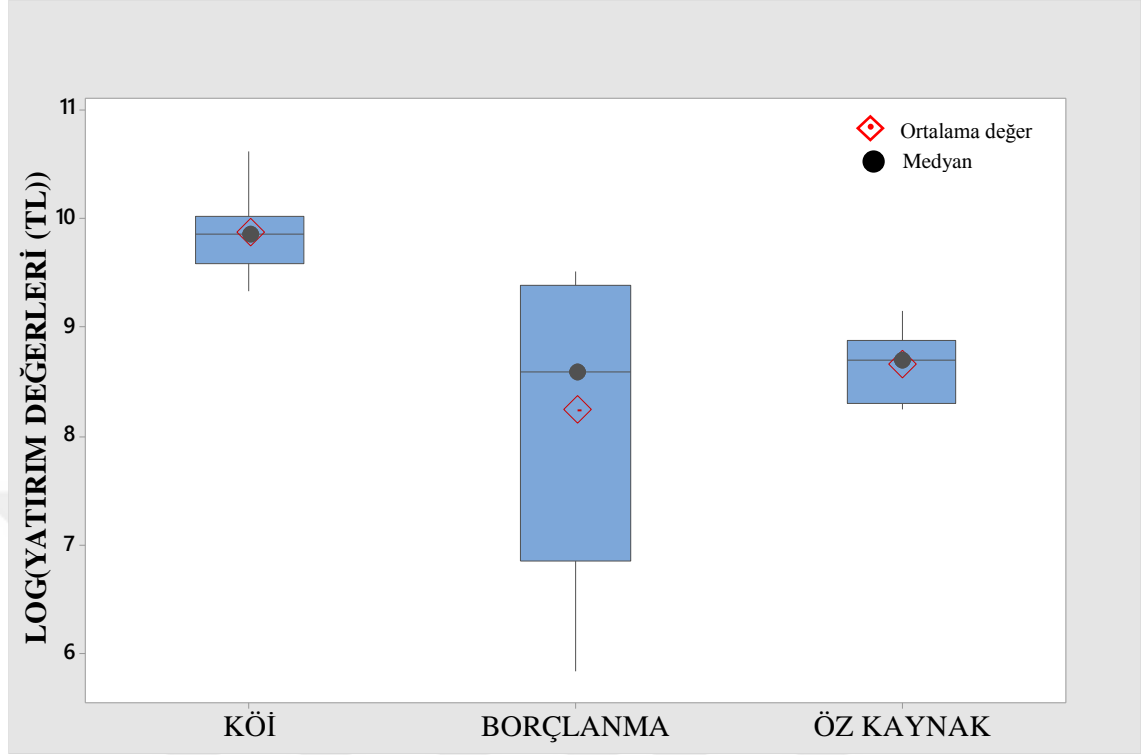 LOG(YATIRIM DEĞERLERİ (TL))
11
10
9
8
7
6
Ortalama değer
Medyan
KÖİ BORÇLANMA ÖZ KAYNAK